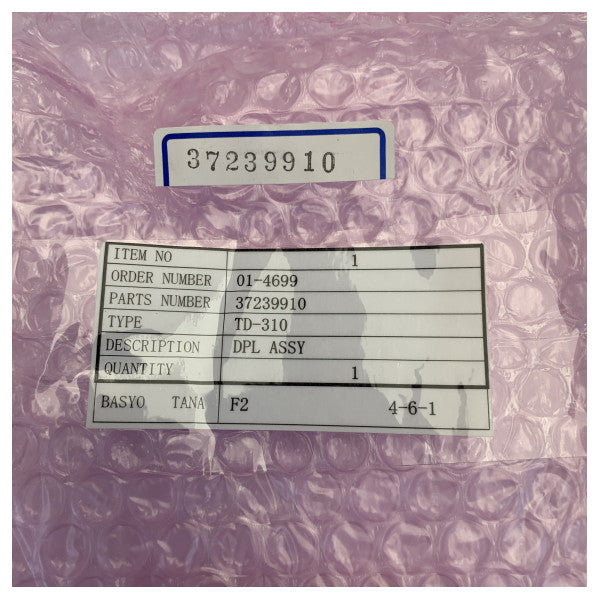 37239910
ITEM NO 1
ORDER NUMBER 01-4699
PARTS NUMBER 37239910
TYPE TD-310
DESCRIPTION DPL ASSY
QUANTITY 1
BASYO TANA F2 4-6-1